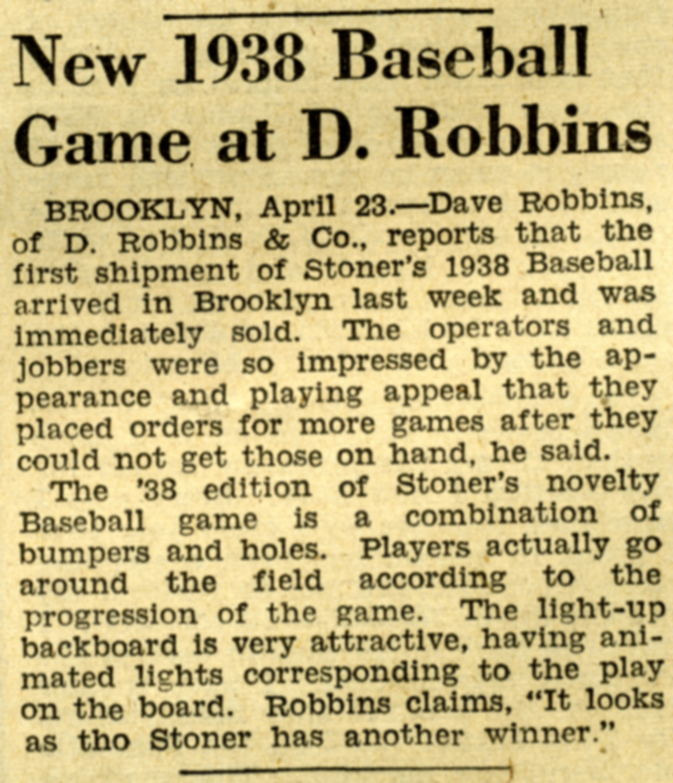 New 1938 Baseball
Game at D. Robbins
BROOKLYN, April 23.—Dave Robbins,
of D. Robbins & Co., reports that the
first shipment of Stoner's 1938 Baseball
arrived in Brooklyn last week and was
immediately sold. The operators and
jobbers were so impressed by the ap-
pearance and playing appeal that they
placed orders for more games after they
could not get those on hand, he said.
The '38 edition of Stoner's novelty
Baseball game is a combination of
bumpers and holes. Players actually go
around the field according to the
progression of the game. The light-up
backboard is very attractive, having ani-
mated lights corresponding to the play
on the board. Robbins claims, “It looks
as tho Stoner has another winner.”